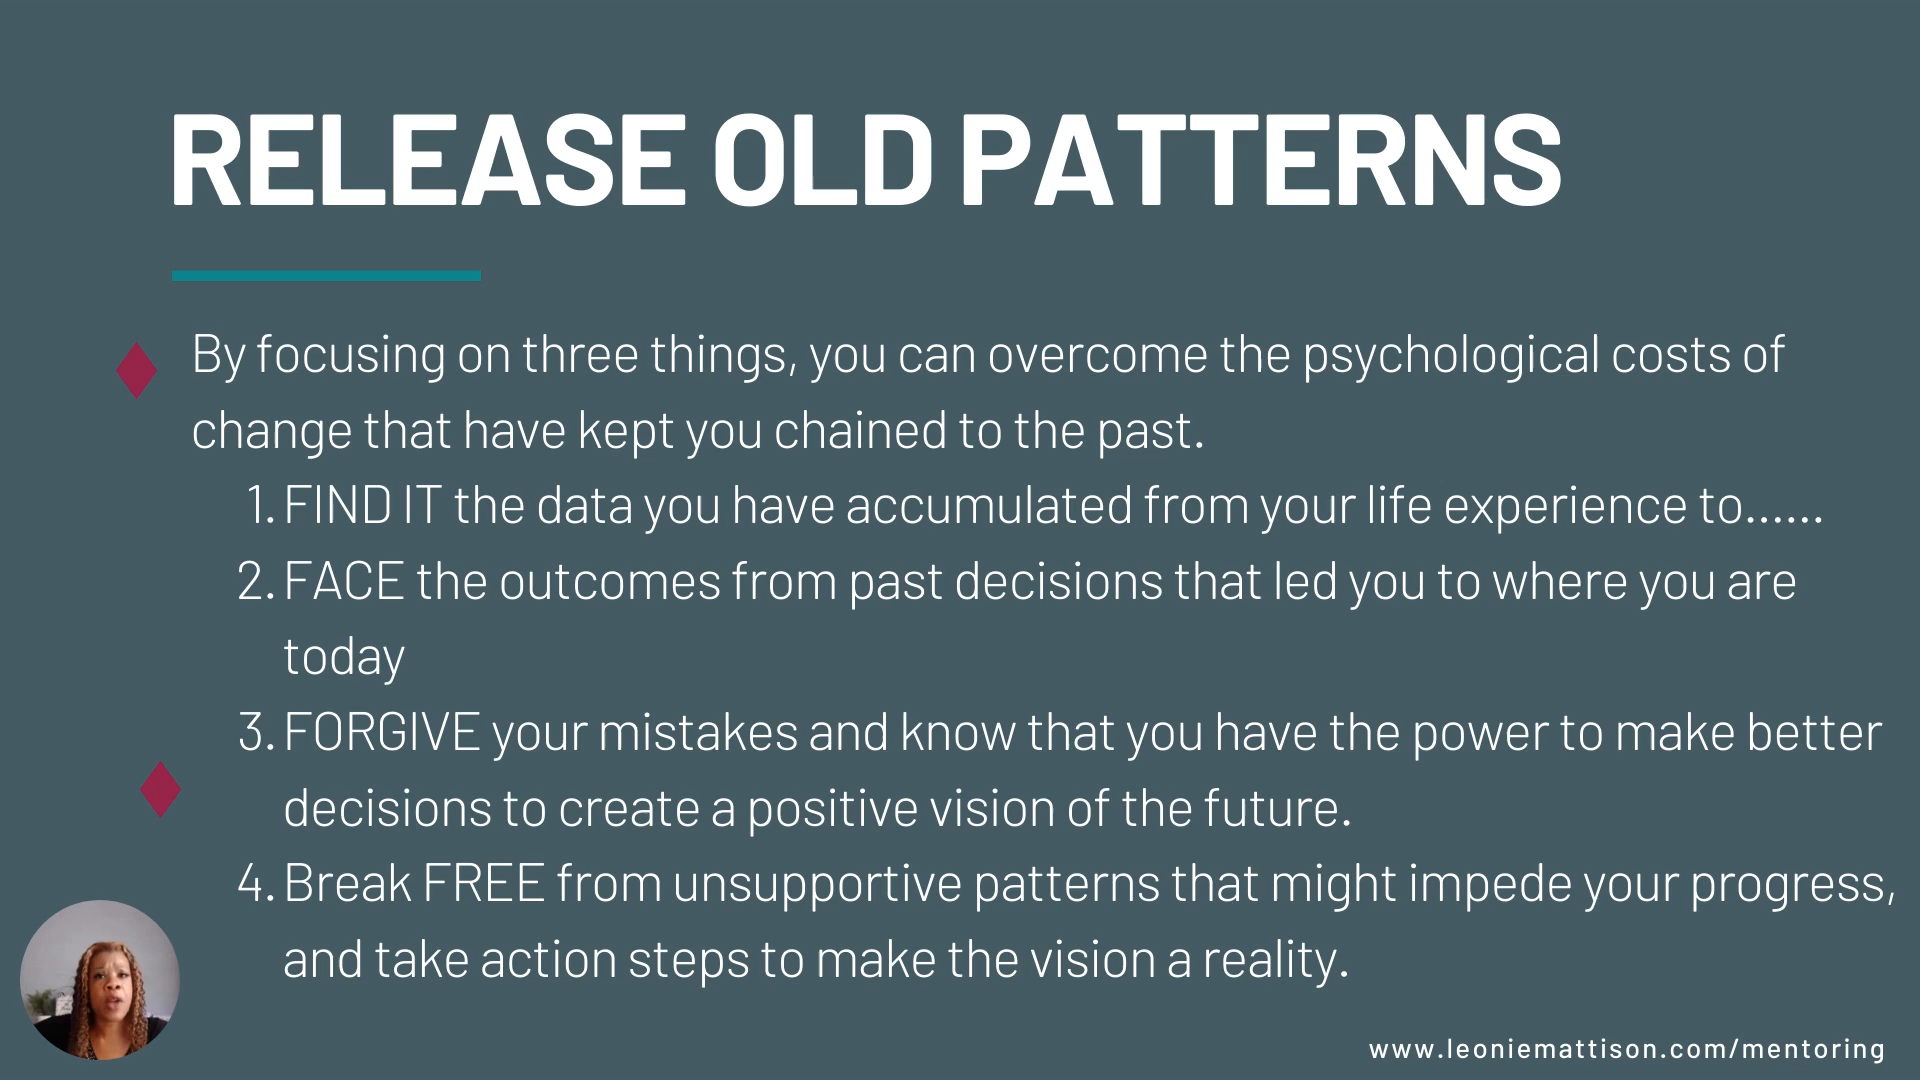 RELEASE OLD PATTERNS
By focusing on three things, you can overcome the psychological costs of
change that have kept you chained to the past.
1. FIND IT the data you have accumulated from your life experience to......
2. FACE the outcomes from past decisions that led you to where you are
today
3. FORGIVE your mistakes and know that you have the power to make better
decisions to create a positive vision of the future.
4. Break FREE from unsupportive patterns that might impede your progress,
and take action steps to make the vision a reality.
www.leoniemattison.com/mentoring